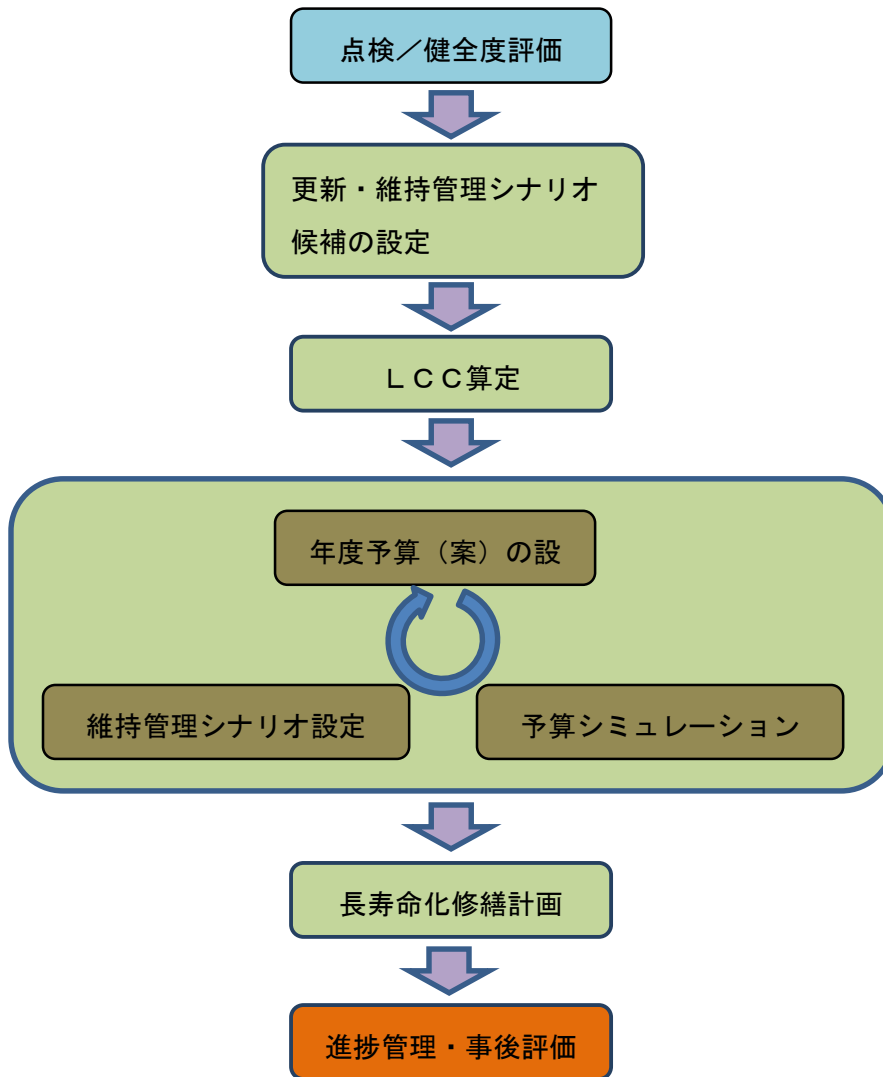 点検／健全度評価
更新・維持管理シナリオ
候補の設定
ＬＣＣ算定
年度予算（案）の設
維持管理シナリオ設定
予算シミュレーション
長寿命化修繕計画
進捗管理・事後評価